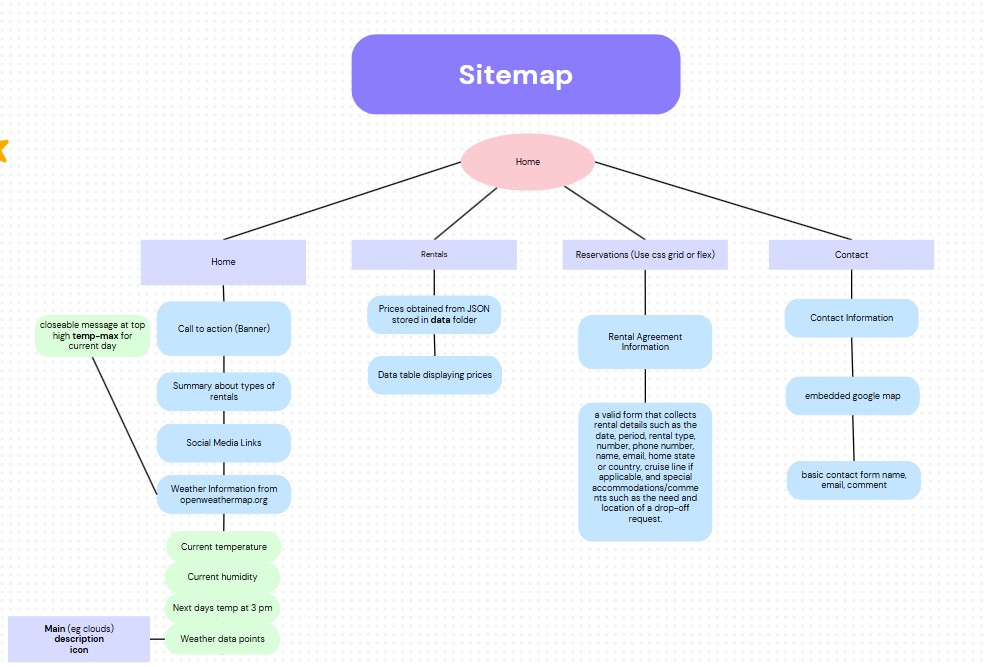 Sitemap
Home
Home
Rentals
Reservations (Use css grid or flex)
Contact
Call to action (Banner)
closeable message at top
high temp-max for
current day
Summary about types of
rentals
Social Media Links
Weather Information from
openweathermap.org
Current temperature
Current humidity
Next days temp at 3 pm
Weather data points
Main (eg clouds)
description
icon
Prices obtained from JSON
stored in data folder
Data table displaying prices
Rental Agreement
Information
a valid form that collects
rental details such as the
date, period, rental type,
number, phone number,
name, email, home state
or country, cruise line if
applicable, and special
accommodations/comme
nts such as the need and
location of a drop-off
request.
Contact Information
embedded google map
basic contact form name,
email, comment